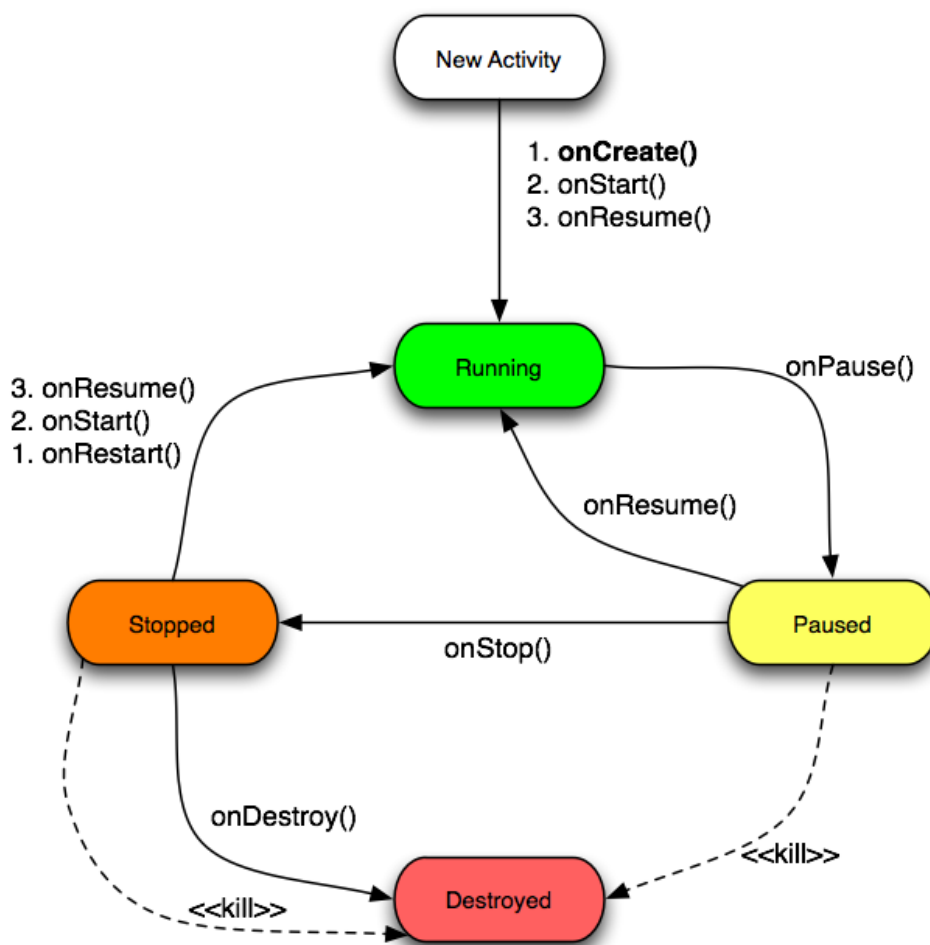 New Activity
1. onCreate()
2. onStart()
3. onResume()
Running
onPause()
3. onResume()
2. onStart()
1. onRestart()
onResume()
Stopped
Paused
onStop()
onDestroy()
<<kill>>
<<kill>>
Destroyed